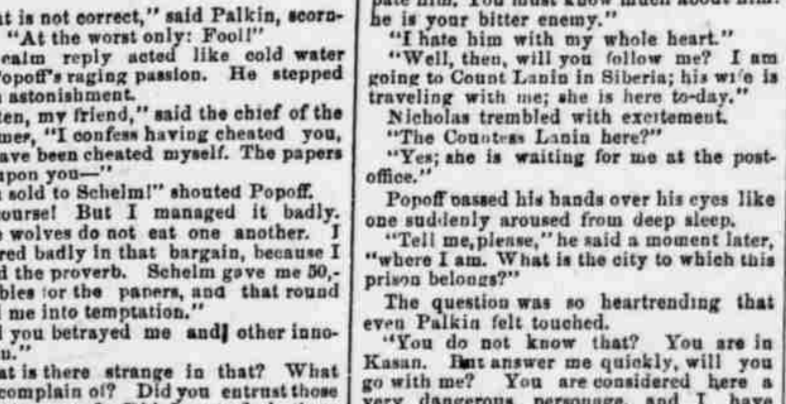 at is not correct," said Palkin, scorn-
"At the worst only: Fool!"
calm reply acted like cold water
Popoff's raging passion. He stepped
astonishment.
ten, my friend," said the chief of the
mer, "I confess having cheated you,
ave been cheated myself. The papers
upon you—"
sold to Schelm!" shouted Popoff.
course! But I managed it badly.
wolves do not eat one another. I
red badly in that bargain, because I
d the proverb. Schelm gave me 50,-
bles for the papers, and that round
me into temptation."
you betrayed me and other inno-
n."
at is there strange in that? What
complain of? Did you entrust those
he is your bitter enemy."
"I hate him with my whole heart."
"Well, then, will you follow me? I am
going to Count Lanin in Siberia; his wife is
traveling with me; she is here to-day."
Nicholas trembled with excitement.
"The Countess Lanin here?"
"Yes; she is waiting for me at the post-
office."
Popoff passed his hands over his eyes like
one suddenly aroused from deep sleep.
"Tell me, please," he said a moment later,
"where I am. What is the city to which this
prison belongs?"
The question was so heartrending that
even Palkin felt touched.
"You do not know that? You are in
Kasan. But answer me quickly, will you
go with me? You are considered here a
very dangerous personage, and I have